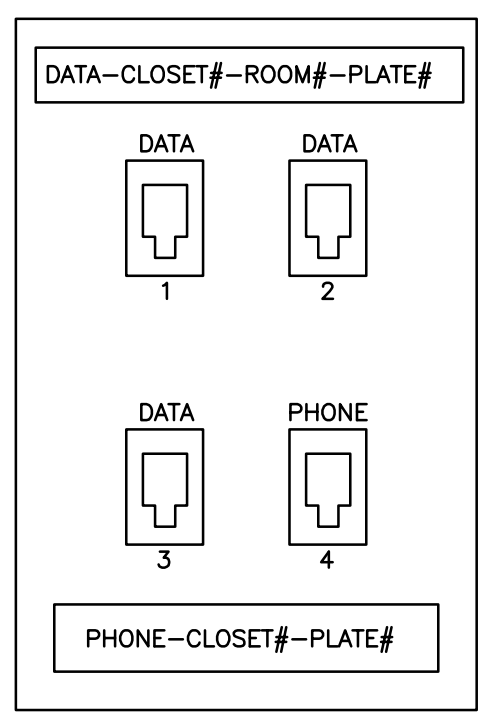 DATA-CLOSET#-ROOM#-PLATE#
DATA DATA
1 2
DATA PHONE
3 4
PHONE-CLOSET#-PLATE#